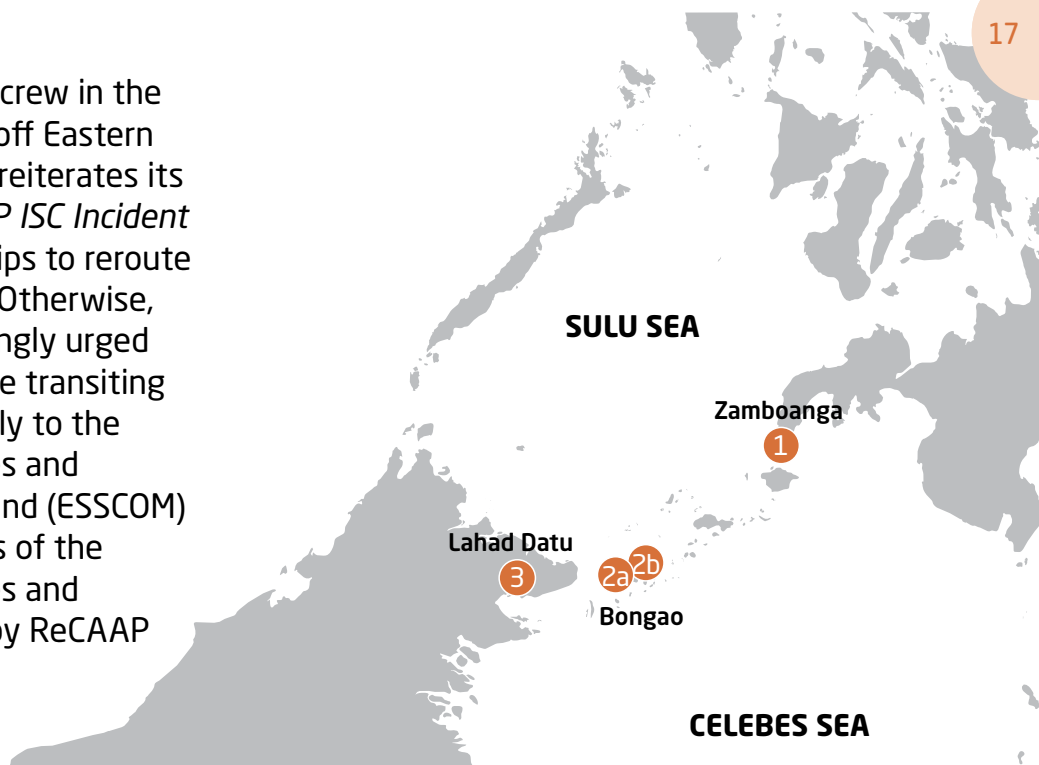 17
crew in the
off Eastern
reiterates its
P ISC Incident
ips to reroute
Otherwise,
ngly urged
e transiting
ly to the
s and
nd (ESSCOM)
s of the
s and
by ReCAAP
SULU SEA
Zamboanga
1
Lahad Datu
3
2a
2b
Bongao
CELEBES SEA